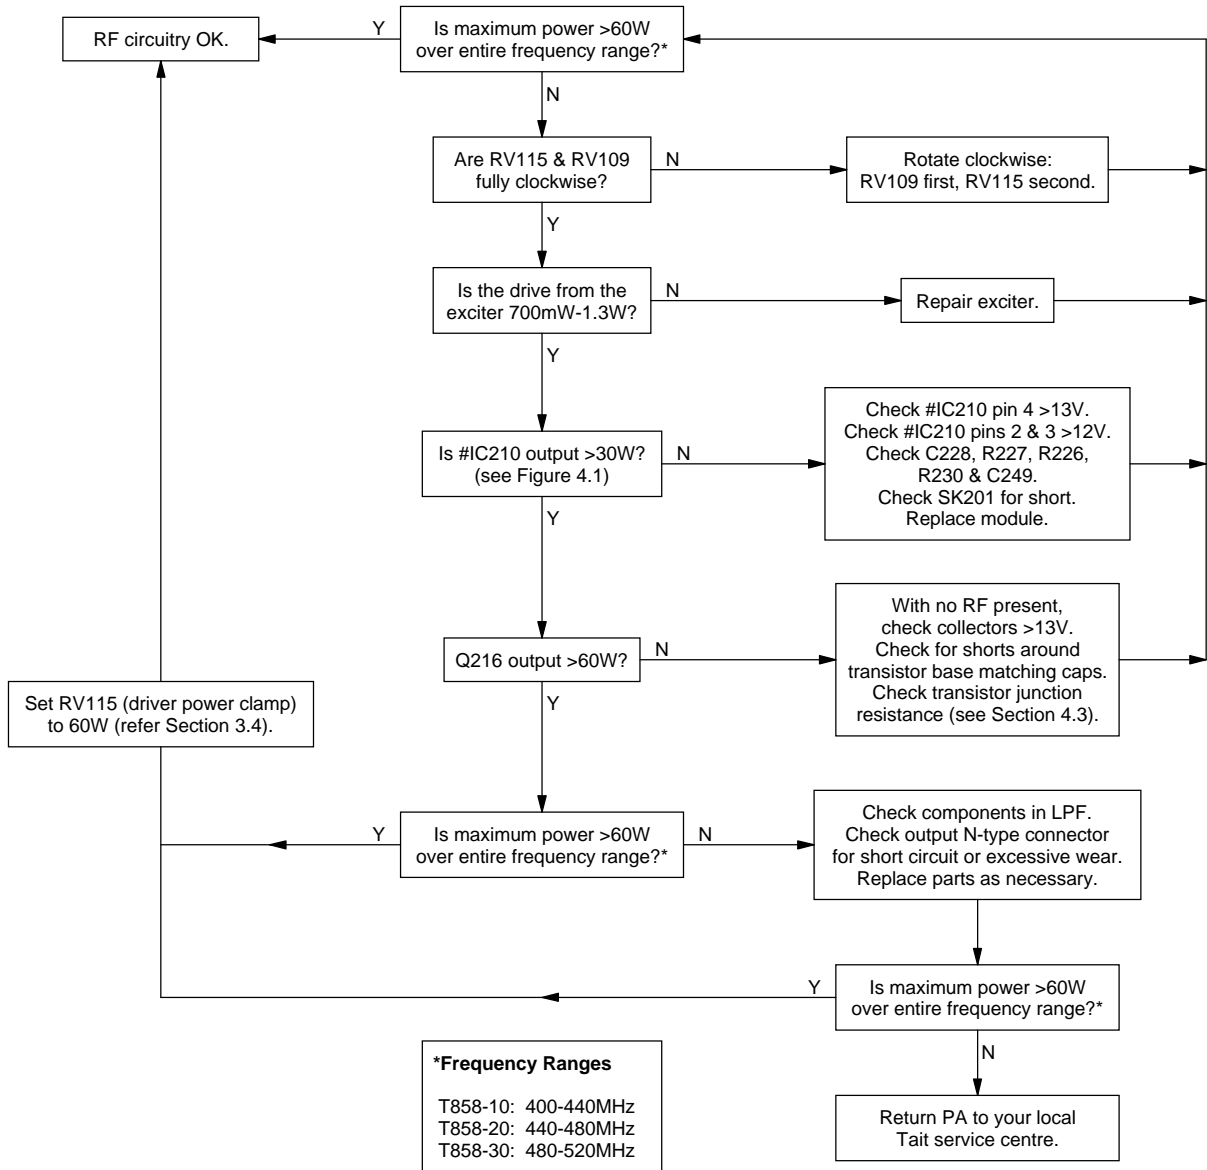 RF circuitry OK.
Y
Is maximum power >60W
over entire frequency range?*
N
Are RV115 & RV109
fully clockwise?
N
Rotate clockwise:
RV109 first, RV115 second.
Y
Is the drive from the
exciter 700mW-1.3W?
N
Repair exciter.
Y
Is #IC210 output >30W?
(see Figure 4.1)
N
Check #IC210 pin 4 >13V.
Check #IC210 pins 2 & 3 >12V.
Check C228, R227, R226,
R230 & C249.
Check SK201 for short.
Replace module.
Y
Q216 output >60W?
N
With no RF present,
check collectors >13V.
Check for shorts around
transistor base matching caps.
Check transistor junction
resistance (see Section 4.3).
Y
Set RV115 (driver power clamp)
to 60W (refer Section 3.4).
Y
Is maximum power >60W
over entire frequency range?*
N
Check components in LPF.
Check output N-type connector
for short circuit or excessive wear.
Replace parts as necessary.
Y
Is maximum power >60W
over entire frequency range?*
N
Return PA to your local
Tait service centre.
*Frequency Ranges
T858-10: 400-440MHz
T858-20: 440-480MHz
T858-30: 480-520MHz